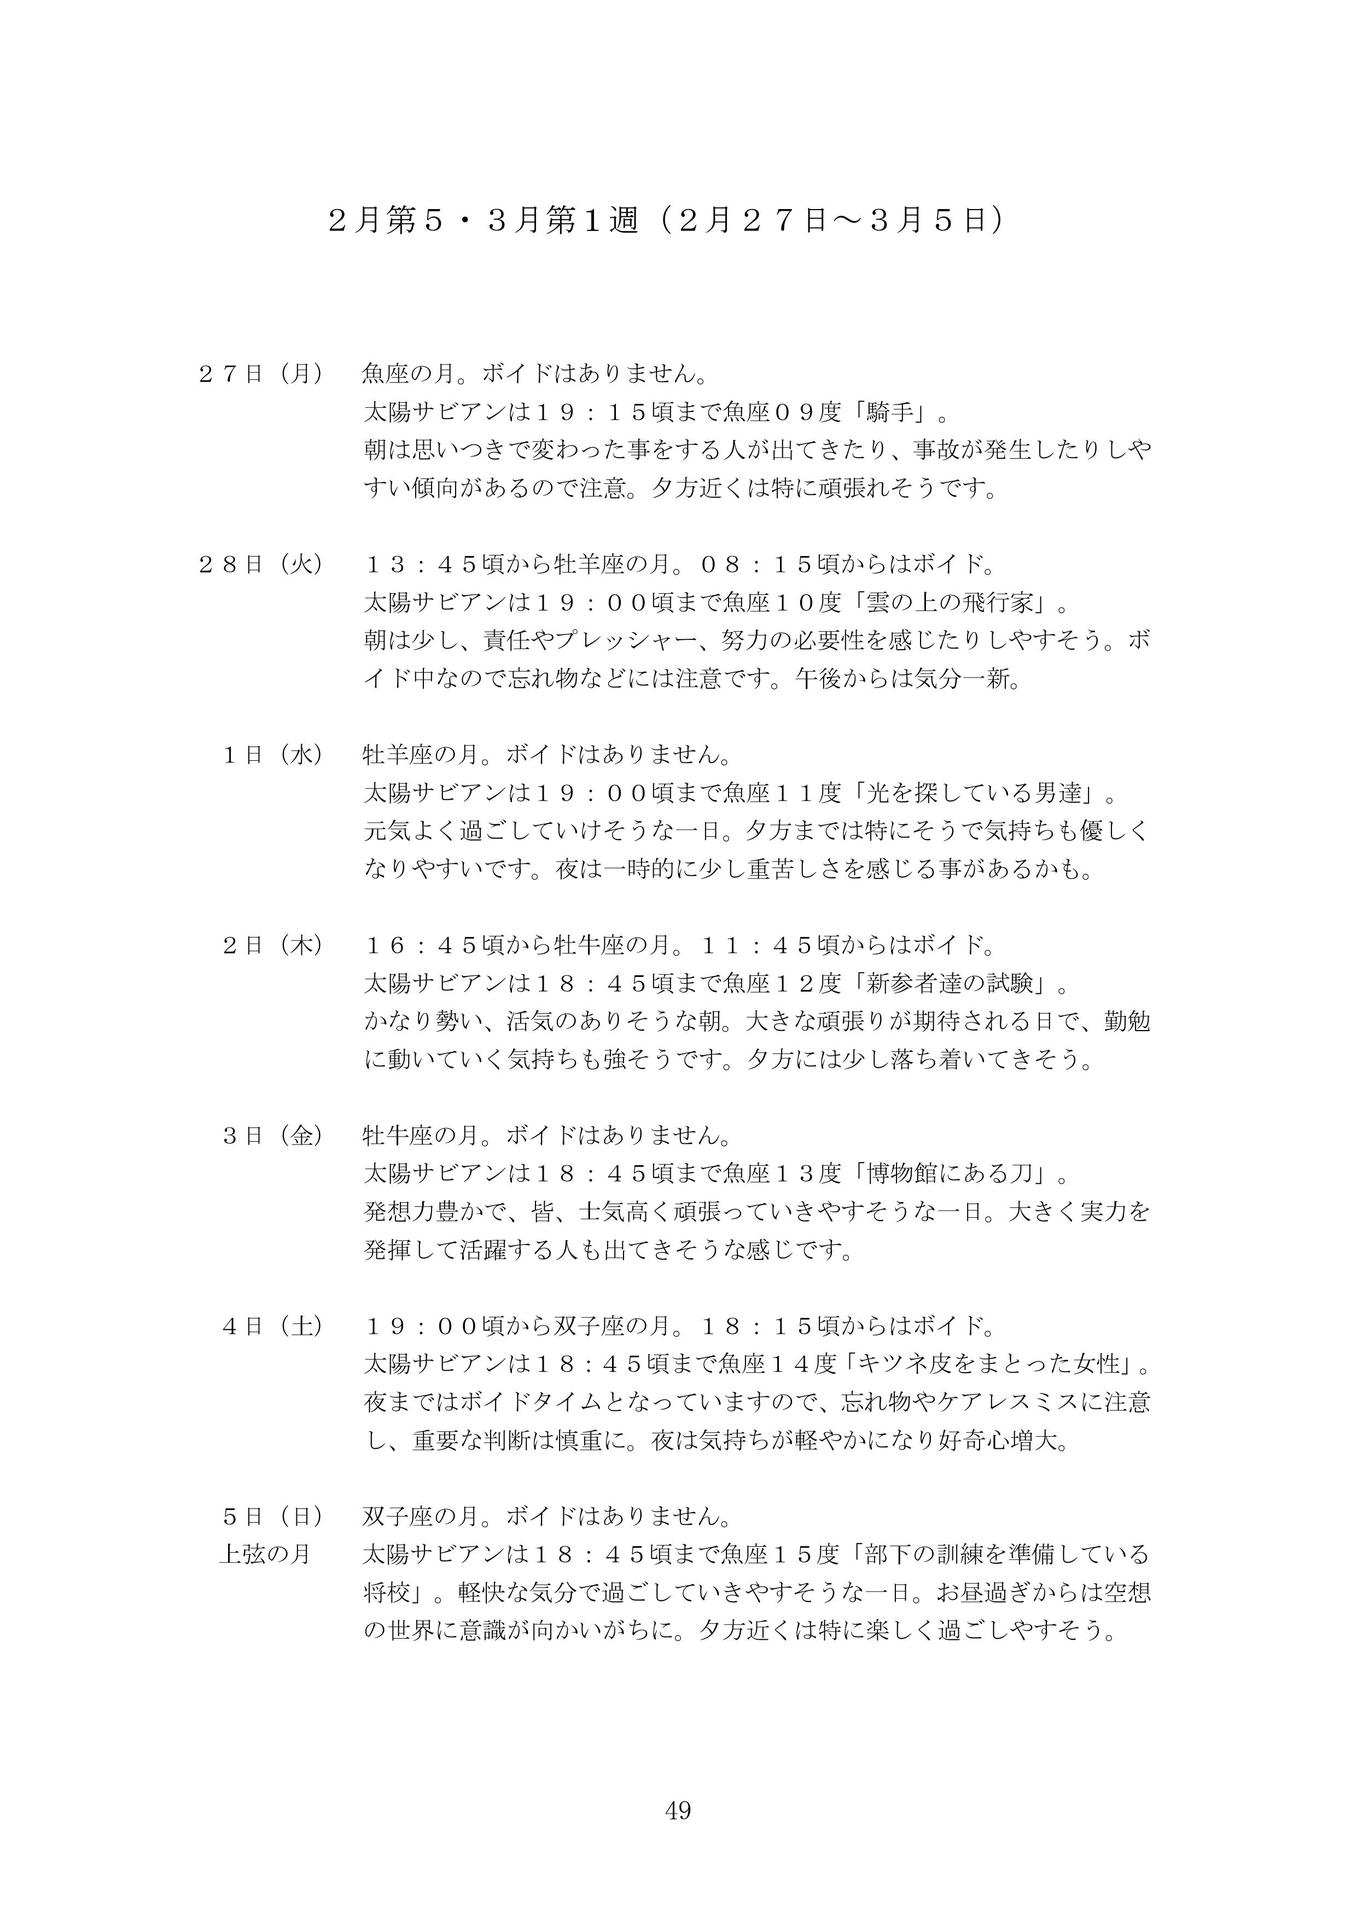 ２月第５・３月第１週（２月２７日～３月５日）
２７日（月）　魚座の月。ボイドはありません。
太陽サビアンは１９：１５頃まで魚座０９度「騎手」。
朝は思いつきで変わった事をする人が出てきたり、事故が発生したりしや
すい傾向があるので注意。夕方近くは特に頑張れそうです。
２８日（火）　１３：４５頃から牡羊座の月。０８：１５頃からはボイド。
太陽サビアンは１９：００頃まで魚座１０度「雲の上の飛行家」。
朝は少し、責任やプレッシャー、努力の必要性を感じたりしやすそう。ボ
イド中なので忘れ物などには注意です。午後からは気分一新。
１日（水）　牡羊座の月。ボイドはありません。
太陽サビアンは１９：００頃まで魚座１１度「光を探している男達」。
元気よく過ごしていけそうな一日。夕方までは特にそうで気持ちも優しく
なりやすいです。夜は一時的に少し重苦しさを感じる事があるかも。
２日（木）　１６：４５頃から牡牛座の月。１１：４５頃からはボイド。
太陽サビアンは１８：４５頃まで魚座１２度「新参者達の試験」。
かなり勢い、活気のありそうな朝。大きな頑張りが期待される日で、勤勉
に動いていく気持ちも強そうです。夕方には少し落ち着いてきそう。
３日（金）　牡牛座の月。ボイドはありません。
太陽サビアンは１８：４５頃まで魚座１３度「博物館にある刀」。
発想力豊かで、皆、士気高く頑張っていきやすそうな一日。大きく実力を
発揮して活躍する人も出てきそうな感じです。
４日（土）　１９：００頃から双子座の月。１８：１５頃からはボイド。
太陽サビアンは１８：４５頃まで魚座１４度「キツネ皮をまとった女性」。
夜まではボイドタイムとなっていますので、忘れ物やケアレスミスに注意
し、重要な判断は慎重に。夜は気持ちが軽やかになり好奇心増大。
５日（日）　双子座の月。ボイドはありません。
上弦の月　太陽サビアンは１８：４５頃まで魚座１５度「部下の訓練を準備している
将校」。軽快な気分で過ごしていきやすそうな一日。お昼過ぎからは空想
の世界に意識が向かいがちに。夕方近くは特に楽しく過ごしやすそう。
49